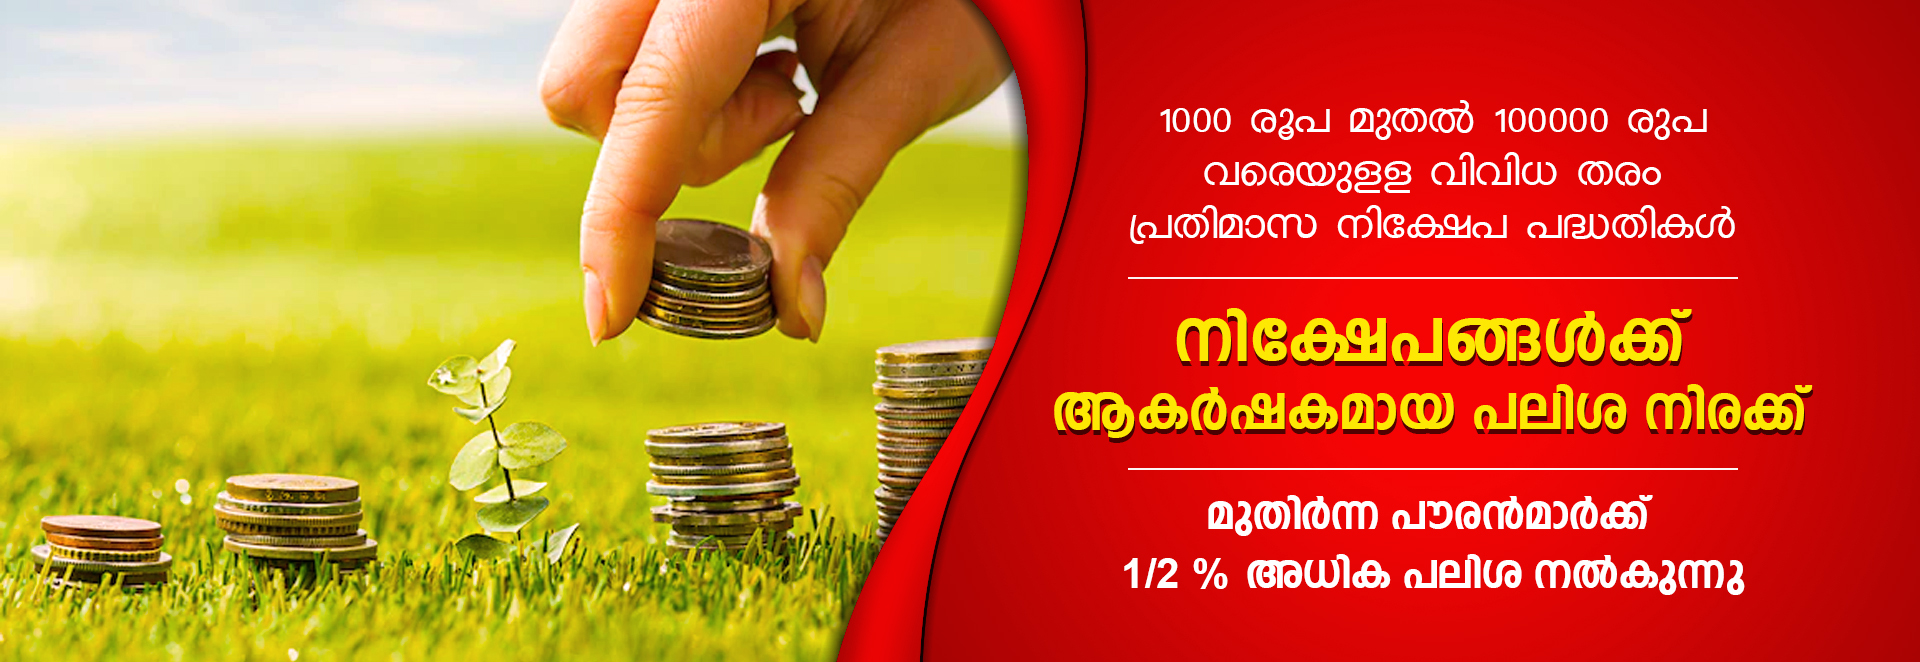 1000 രൂപ മുതൽ 100000 രുപ
വരെയുളള വിവിധ തരം
പ്രതിമാസ നിക്ഷേപ പദ്ധതികൾ
നിക്ഷേപങ്ങൾക്ക്
ആകർഷകമായ പലിശ നിരക്ക്
മുതിർന്ന പൗരൻമാർക്ക്
1/2 % അധിക പലിശ നൽകുന്നു